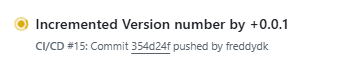 Incremented Version number by +0.0.1
CI/CD #15: Commit 354d24f pushed by freddydk